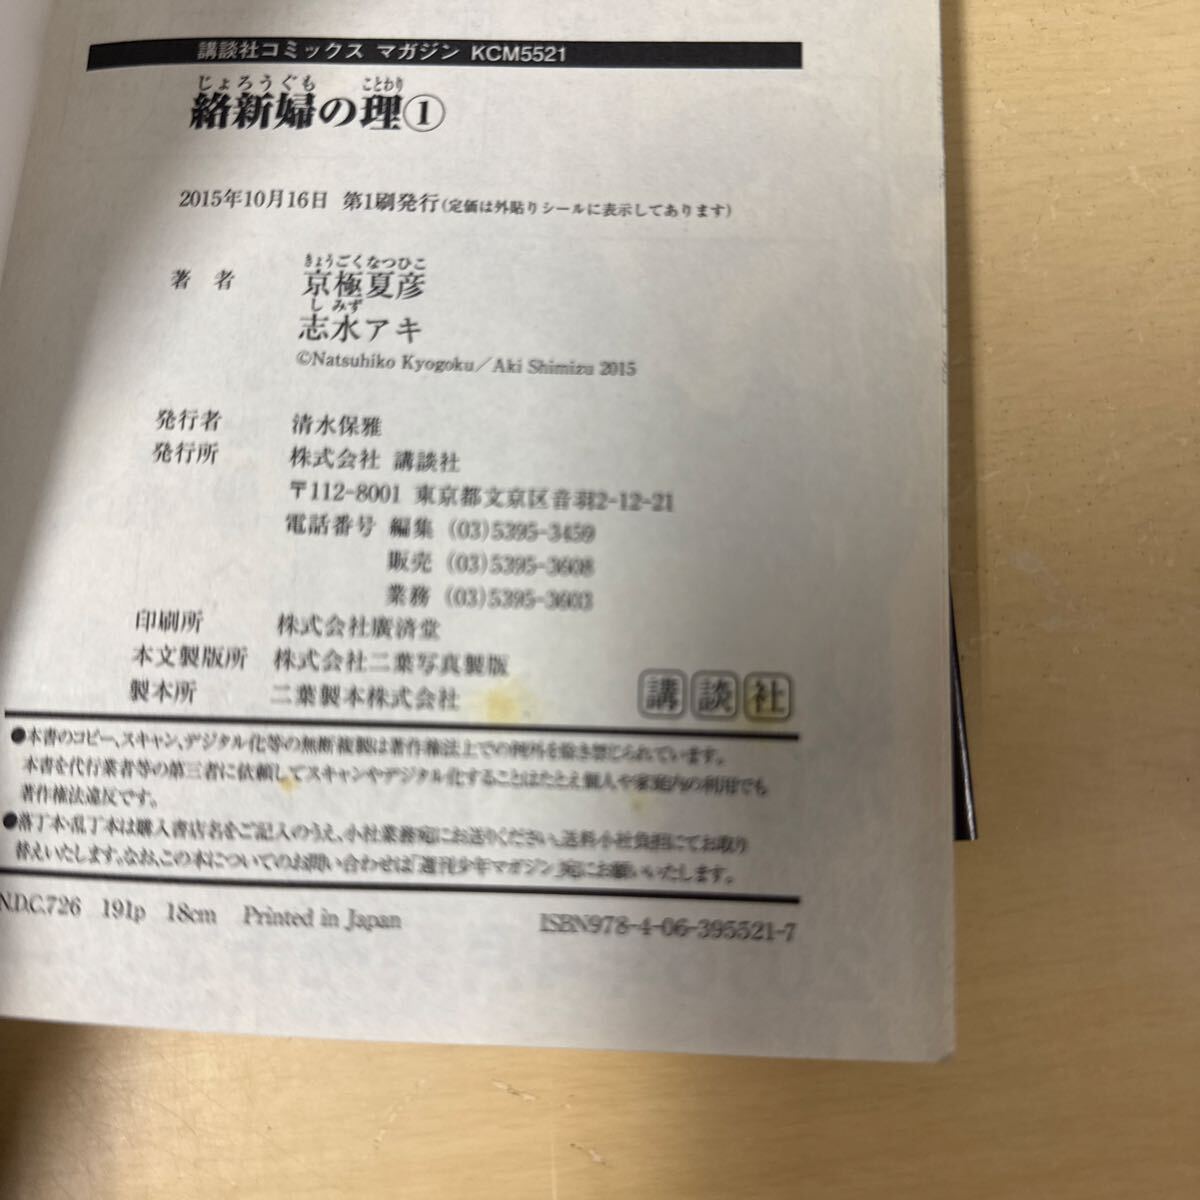 講談社コミックス マガジン KCM5521
じょろうぐも ことわり
絡新婦の理①
2015年10月16日 第1刷発行(定価は外貼りシールに表示してあります)
きょうごくなつひこ
著者 京極夏彦
しみず
志水アキ
©Natsuhiko Kyogoku／Aki Shimizu 2015
発行者 清水保雅
発行所 株式会社 講談社
〒112-8001 東京都文京区音羽2-12-21
電話番号 編集 (03)5395-3459
販売 (03)5395-3608
業務 (03)5395-3603
印刷所 株式会社廣済堂
本文製版所 株式会社二葉写真製版
製本所 二葉製本株式会社
講談社
●本書のコピー、スキャン、デジタル化等の無断複製は著作権法上での例外を除き禁じられています。
本書を代行業者等の第三者に依頼してスキャンやデジタル化することはたとえ個人や家庭内の利用でも
著作権法違反です。
●落丁本・乱丁本は購入書店名をご記入のうえ、小社業務宛にお送りください。送料小社負担にてお取り
替えいたします。なお、この本についてのお問い合わせは「週刊少年マガジン」宛にお願いいたします。
N.D.C.726 191p 18cm Printed in Japan ISBN978-4-06-395521-7